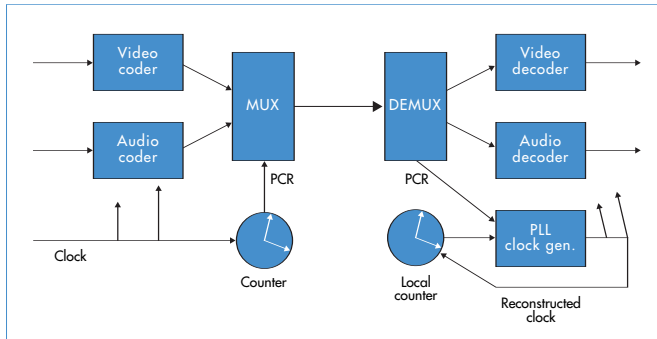 Video
coder
MUX
DEMUX
Video
decoder
Audio
coder
Audio
decoder
PCR
PCR
PLL
clock gen.
Clock
Counter
Local
counter
Reconstructed
clock